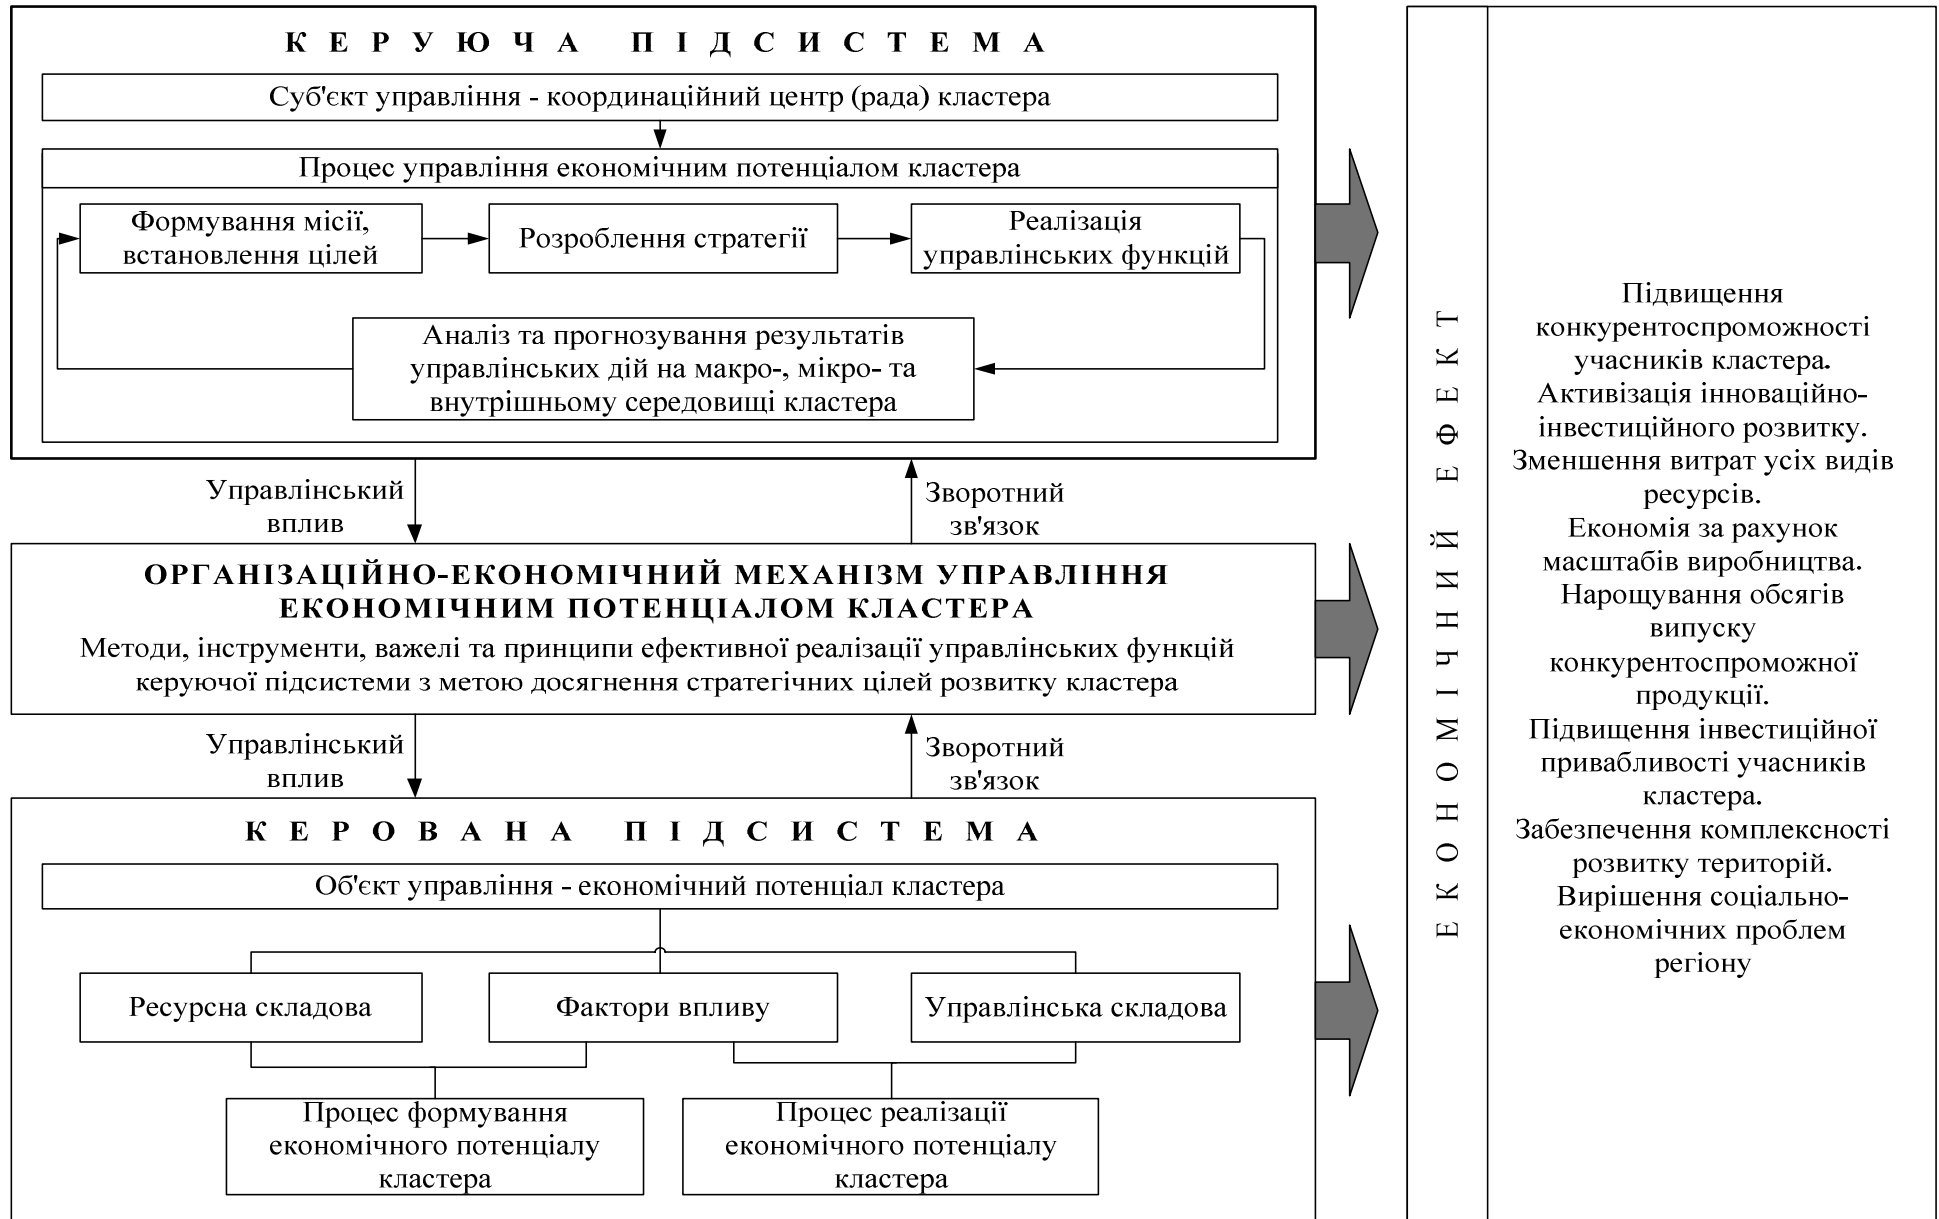 КЕРУЮЧА ПІДСИСТЕМА
Суб'єкт управління - координаційний центр (рада) кластера
Процес управління економічним потенціалом кластера
Формування місії,
встановлення цілей
Розроблення стратегії
Реалізація
управлінських функцій
Аналіз та прогнозування результатів
управлінських дій на макро-, мікро- та
внутрішньому середовищі кластера
Управлінський
вплив
Зворотний
зв'язок
ОРГАНІЗАЦІЙНО-ЕКОНОМІЧНИЙ МЕХАНІЗМ УПРАВЛІННЯ
ЕКОНОМІЧНИМ ПОТЕНЦІАЛОМ КЛАСТЕРА
Методи, інструменти, важелі та принципи ефективної реалізації управлінських функцій
керуючої підсистеми з метою досягнення стратегічних цілей розвитку кластера
Управлінський
вплив
Зворотний
зв'язок
КЕРОВАНА ПІДСИСТЕМА
Об'єкт управління - економічний потенціал кластера
Ресурсна складова
Фактори впливу
Управлінська складова
Процес формування
економічного потенціалу
кластера
Процес реалізації
економічного потенціалу
кластера
ЕКОНОМІЧНИЙ ЕФЕКТ
Підвищення
конкурентоспроможності
учасників кластера.
Активізація інноваційно-
інвестиційного розвитку.
Зменшення витрат усіх видів
ресурсів.
Економія за рахунок
масштабів виробництва.
Нарощування обсягів
випуску
конкурентоспроможної
продукції.
Підвищення інвестиційної
привабливості учасників
кластера.
Забезпечення комплексності
розвитку територій.
Вирішення соціально-
економічних проблем
регіону